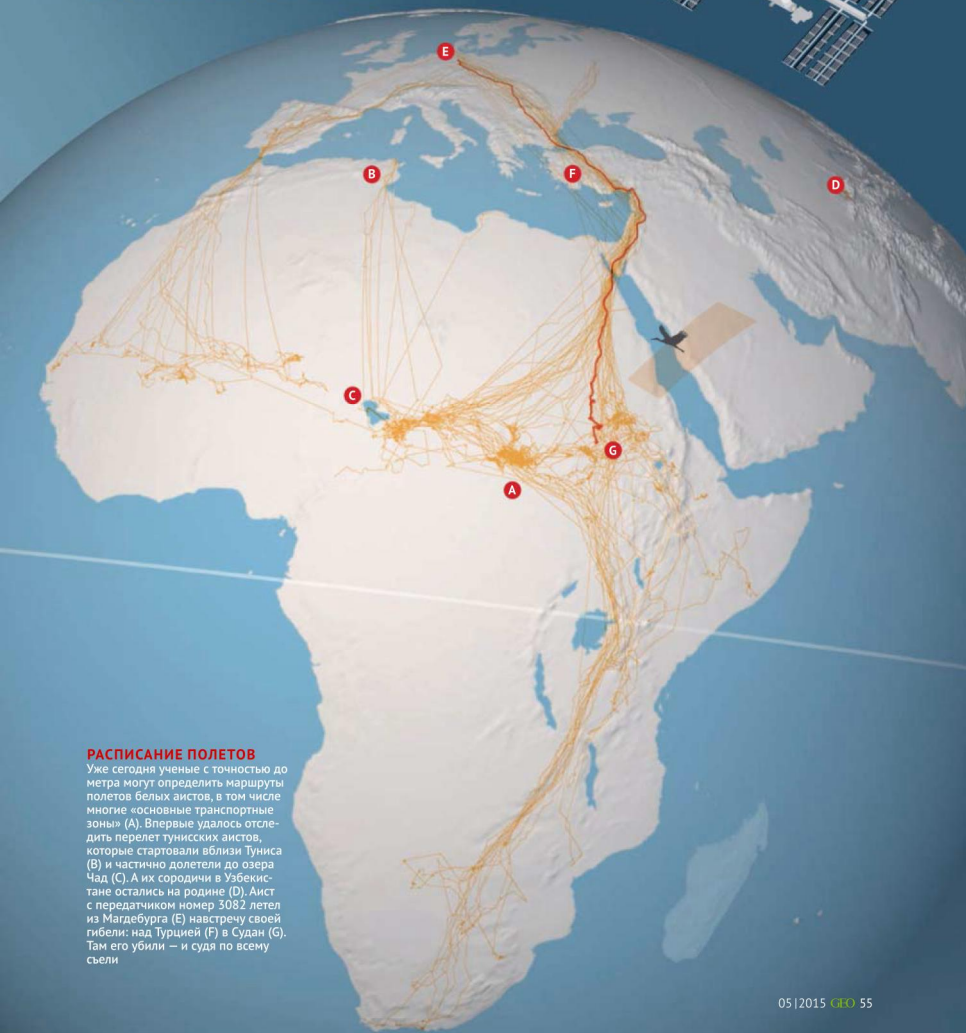 E
B
F
D
C
G
A
РАСПИСАНИЕ ПОЛЕТОВ
Уже сегодня ученые с точностью до
метра могут определить маршруты
полетов белых аистов, в том числе
многие «основные транспортные
зоны» (A). Впервые удалось отсле-
дить перелет тунисских аистов,
которые стартовали вблизи Туниса
(B) и частично долетели до озера
Чад (C). А их сородичи в Узбекис-
тане остались на родине (D). Аист
с передатчиком номер 3082 летел
из Магдебурга (E) навстречу своей
гибели: над Турцией (F) в Судан (G).
Там его убили — и судя по всему
съели
05|2015 GEO 55